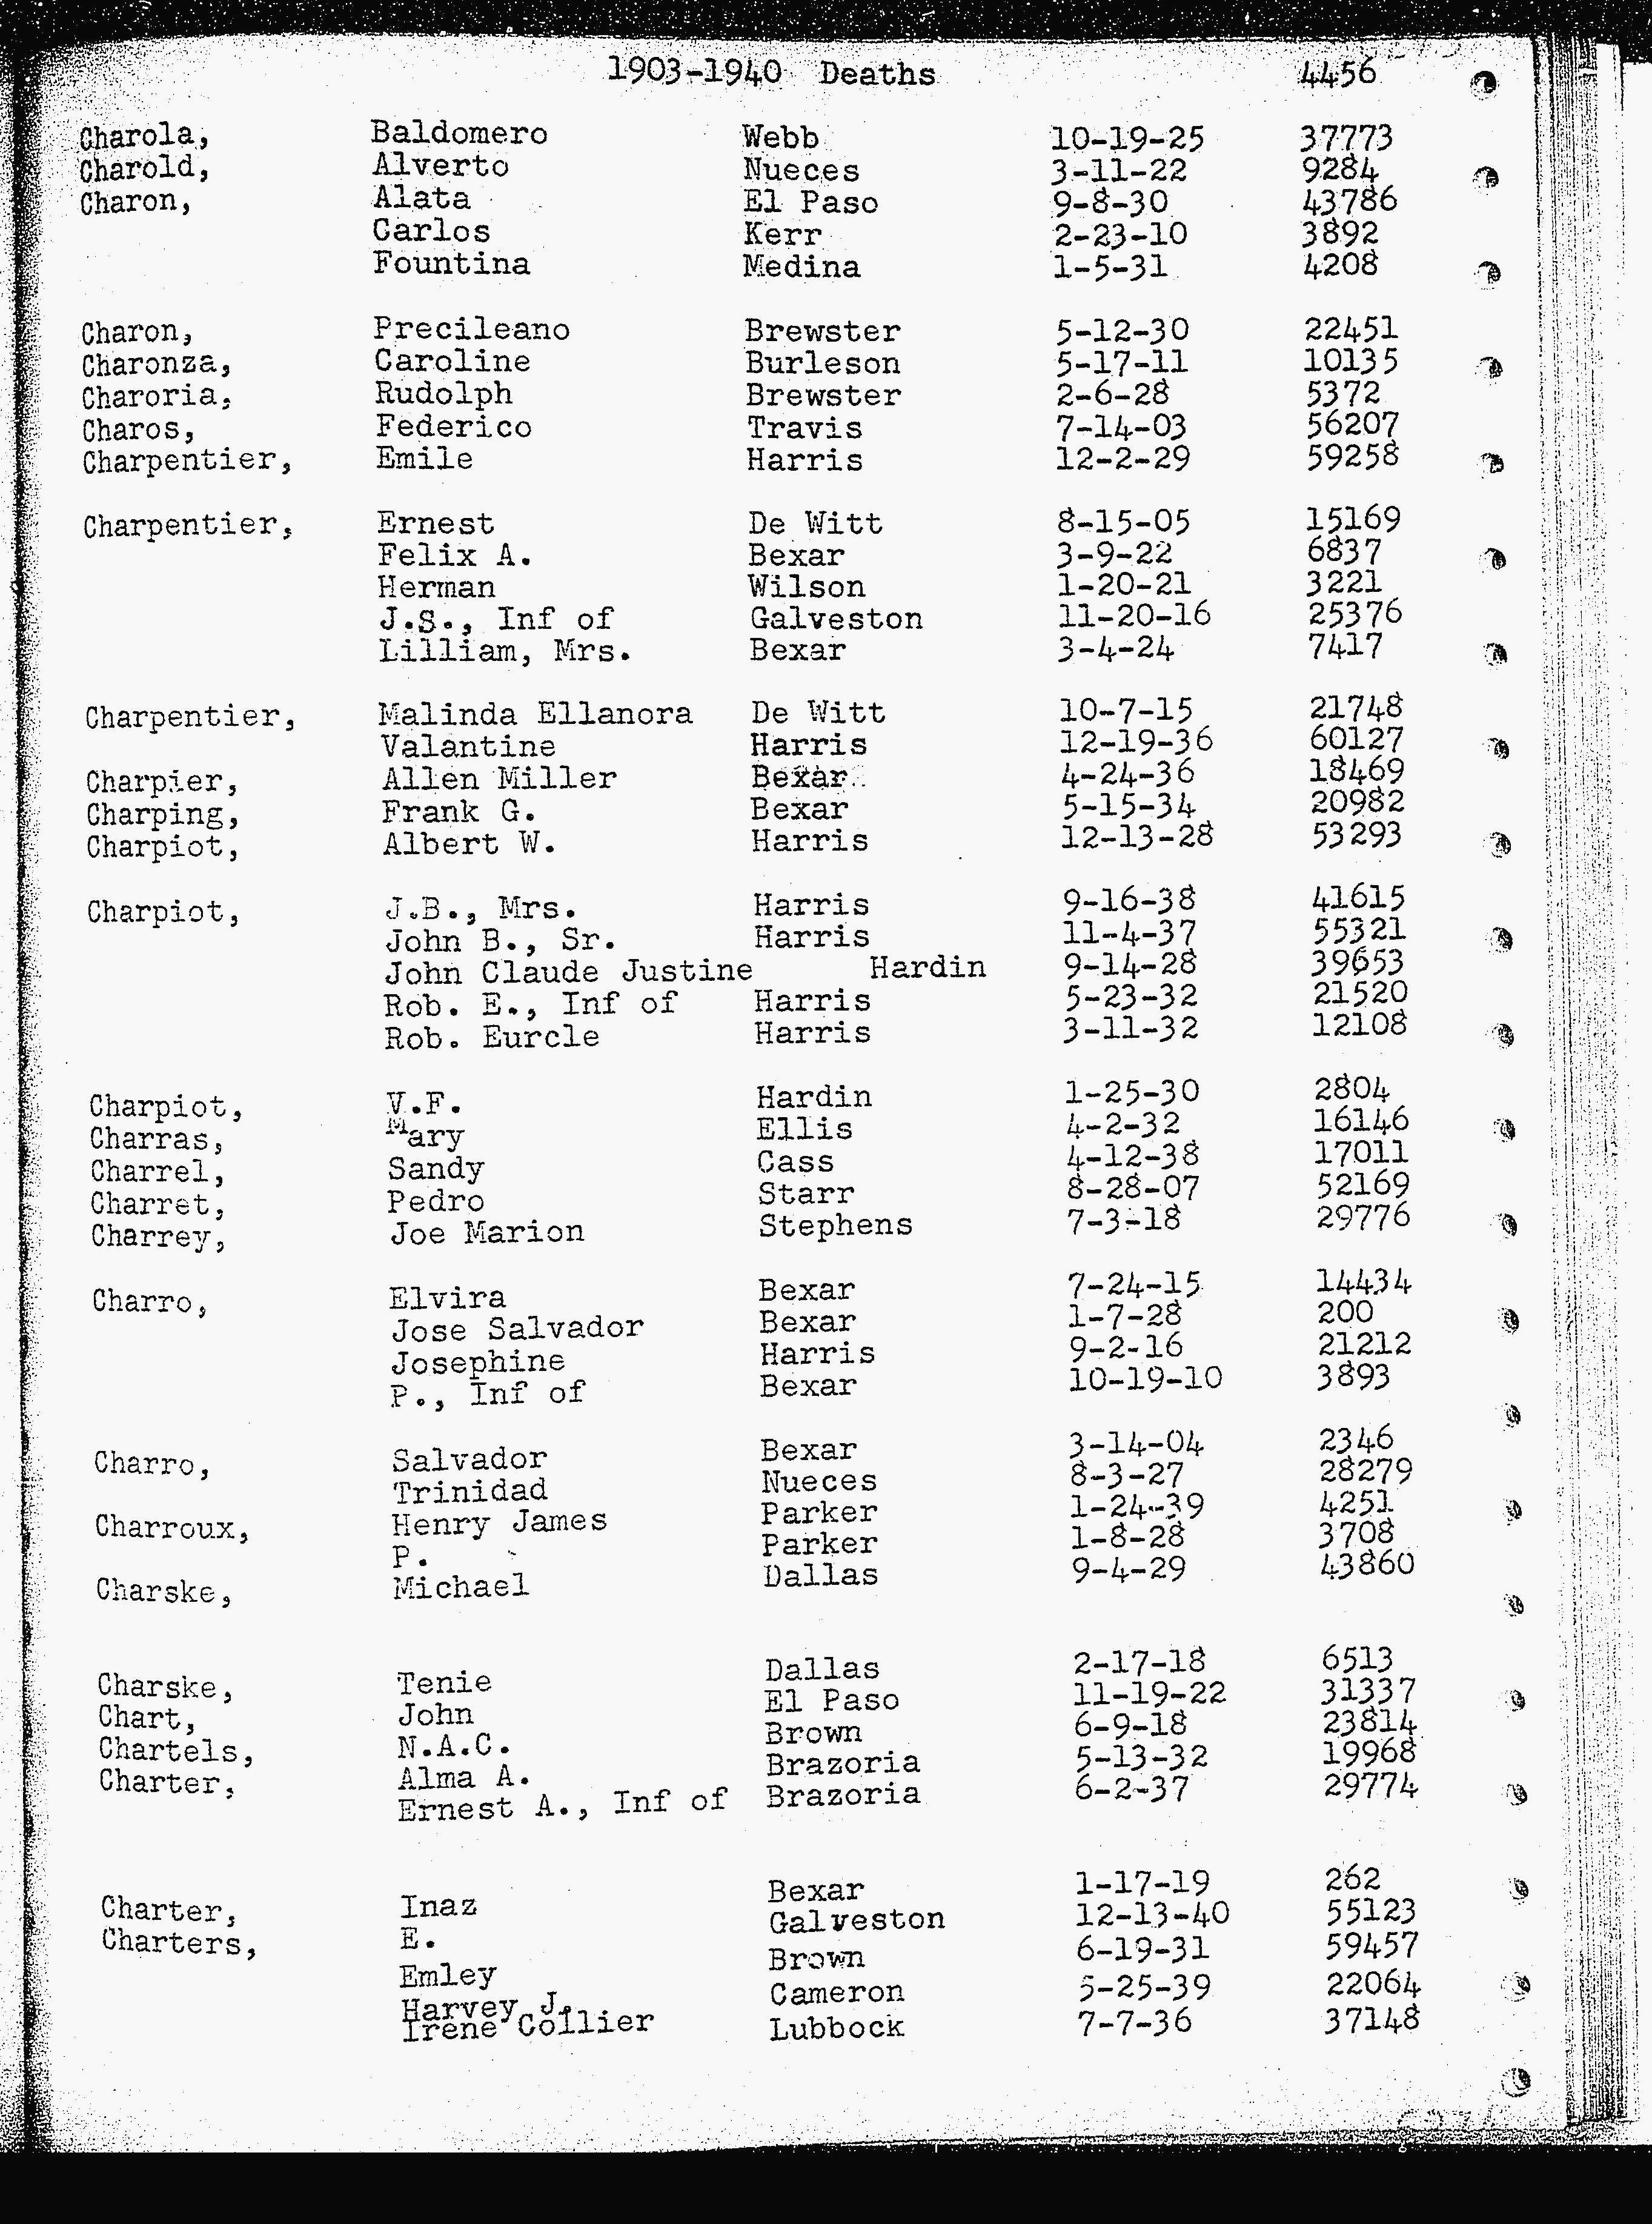 1903-1940 Deaths 4456
Charola, Baldomero Webb 10-19-25 37773
Charold, Alverto Nueces 3-11-22 9284
Charon, Alata El Paso 9-8-30 43786
Carlos Kerr 2-23-10 3892
Fountina Medina 1-5-31 4208
Charon, Precileano Brewster 5-12-30 22451
Charonza, Caroline Burleson 5-17-11 10135
Charoria, Rudolph Brewster 2-6-28 5372
Charos, Federico Travis 7-14-03 56207
Charpentier, Emile Harris 12-2-29 59258
Charpentier, Ernest De Witt 8-15-05 15169
Felix A. Bexar 3-9-22 6837
Herman Wilson 1-20-21 3221
J.S., Inf of Galveston 11-20-16 25376
Lilliam, Mrs. Bexar 3-4-24 7417
Charpentier, Malinda Ellanora De Witt 10-7-15 21748
Valantine Harris 12-19-36 60127
Charpier, Allen Miller Bexar 4-24-36 18469
Charping, Frank G. Bexar 5-15-34 20982
Charpiot, Albert W. Harris 12-13-28 53293
Charpiot, J.B., Mrs. Harris 9-16-38 41615
John B., Sr. Harris 11-4-37 55321
John Claude Justine Hardin 9-14-28 39653
Rob. E., Inf of Harris 5-23-32 21520
Rob. Eurcle Harris 3-11-32 12108
Charpiot, V.F. Hardin 1-25-30 2804
Charras, Mary Ellis 4-2-32 16146
Charrel, Sandy Cass 4-12-38 17011
Charret, Pedro Starr 8-28-07 52169
Charrey, Joe Marion Stephens 7-3-18 29776
Charro, Elvira Bexar 7-24-15 14434
Jose Salvador Bexar 1-7-28 200
Josephine Harris 9-2-16 21212
P., Inf of Bexar 10-19-10 3893
Charro, Salvador Bexar 3-14-04 2346
Trinidad Nueces 8-3-27 28279
Charroux, Henry James Parker 1-24-39 4251
P. Parker 1-8-28 3708
Charske, Michael Dallas 9-4-29 43860
Charske, Tenie Dallas 2-17-18 6513
Chart, John El Paso 11-19-22 31337
Chartels, N.A.C. Brown 6-9-18 23814
Charter, Alma A. Brazoria 5-13-32 19968
Ernest A., Inf of Brazoria 6-2-37 29774
Charter, Inaz Bexar 1-17-19 262
Charters, E. Galveston 12-13-40 55123
Emley Brown 6-19-31 59457
Harvey J. Cameron 5-25-39 22064
Irene Collier Lubbock 7-7-36 37148